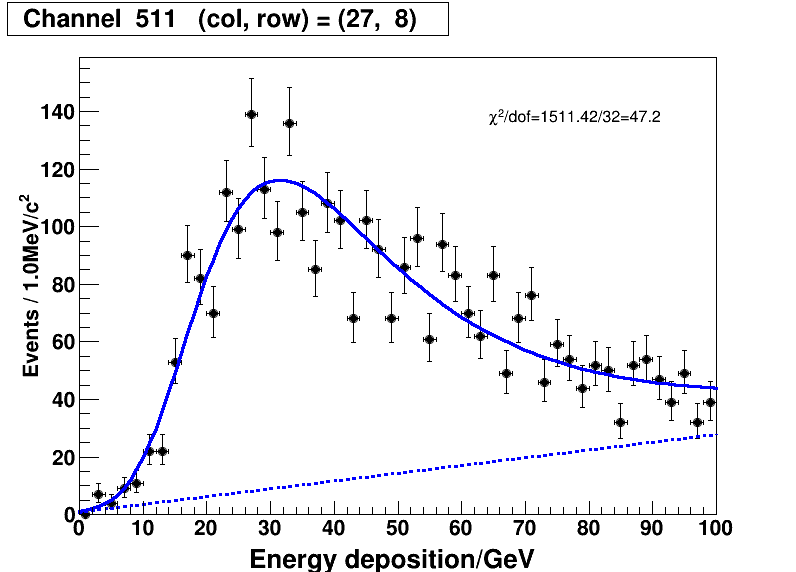 Channel 511 (col, row) = (27, 8)
χ²/dof=1511.42/32=47.2
Events / 1.0MeV/c²
140
120
100
80
60
40
20
0
0 10 20 30 40 50 60 70 80 90 100
Energy deposition/GeV